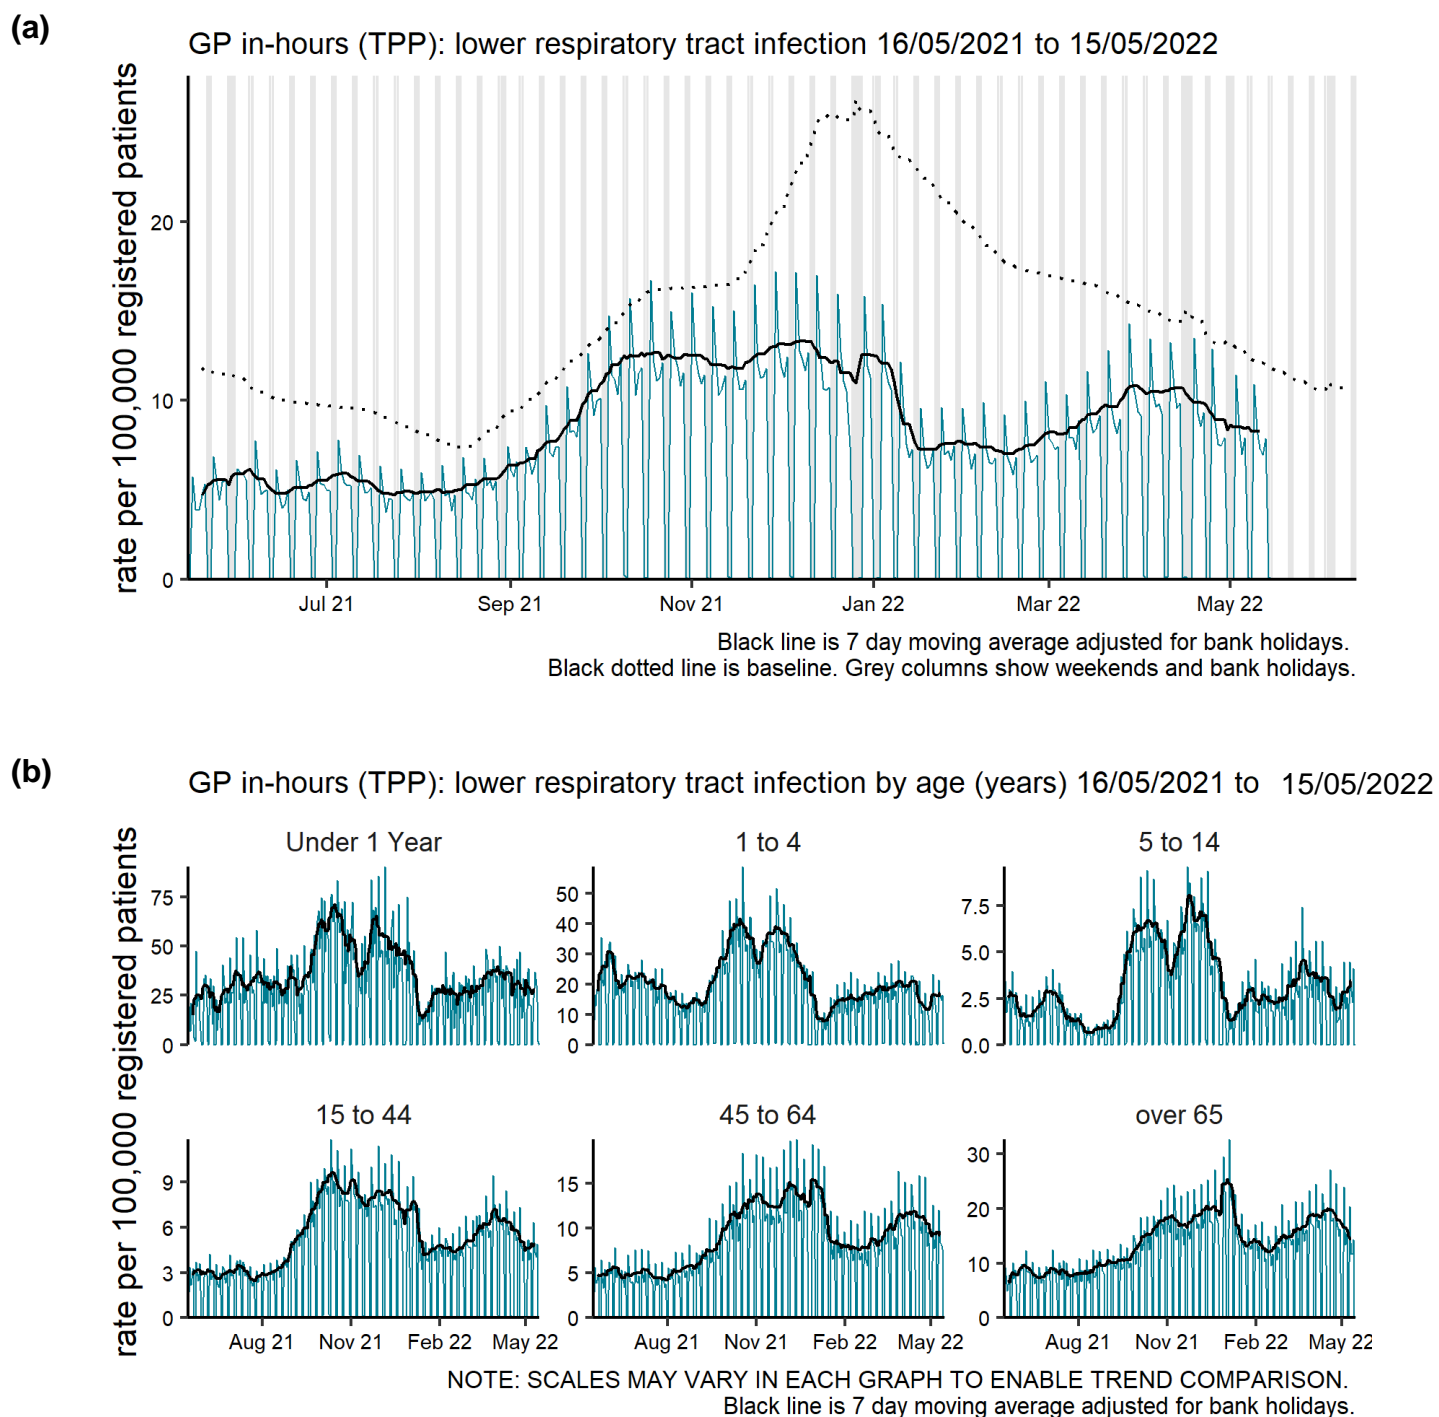 (a)
GP in-hours (TPP): lower respiratory tract infection 16/05/2021 to 15/05/2022
rate per 100,000 registered patients
20
10
0
Jul 21 Sep 21 Nov 21 Jan 22 Mar 22 May 22
Black line is 7 day moving average adjusted for bank holidays.
Black dotted line is baseline. Grey columns show weekends and bank holidays.
(b)
GP in-hours (TPP): lower respiratory tract infection by age (years) 16/05/2021 to 15/05/2022
rate per 100,000 registered patients
Under 1 Year
75
50
25
0
1 to 4
50
40
30
20
10
0
5 to 14
7.5
5.0
2.5
0.0
15 to 44
9
6
3
0
Aug 21 Nov 21 Feb 22 May 22
45 to 64
15
10
5
0
Aug 21 Nov 21 Feb 22 May 22
over 65
30
20
10
0
Aug 21 Nov 21 Feb 22 May 22
NOTE: SCALES MAY VARY IN EACH GRAPH TO ENABLE TREND COMPARISON.
Black line is 7 day moving average adjusted for bank holidays.